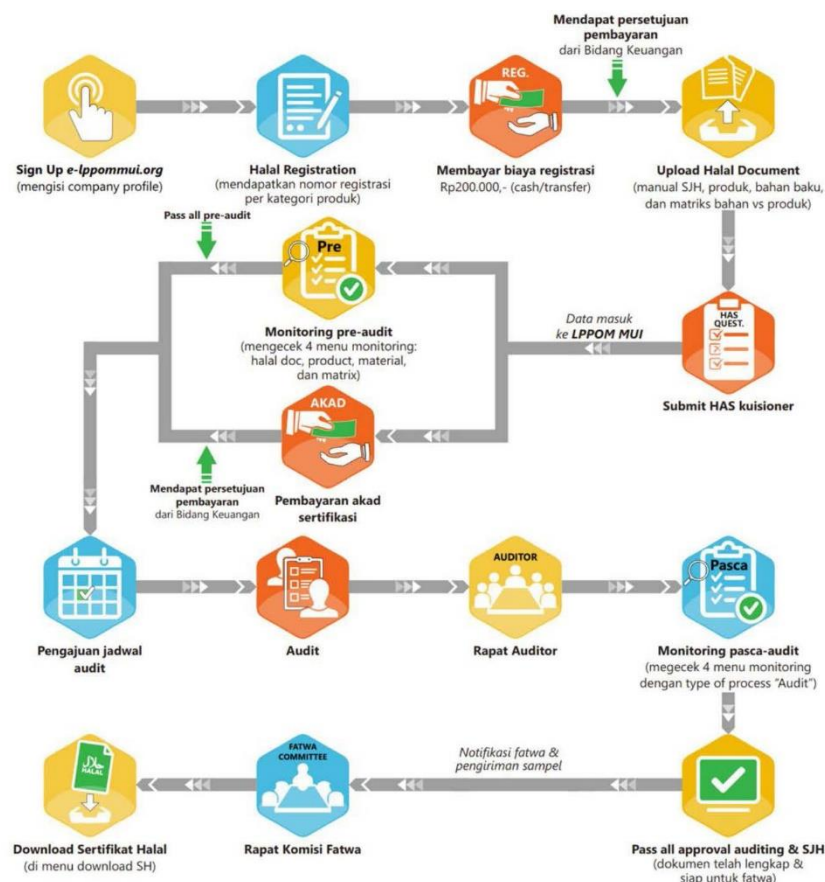 Mendapat persetujuan
pembayaran
dari Bidang Keuangan
REG.
Sign Up e-lppommui.org
(mengisi company profile)
Halal Registration
(mendapatkan nomor registrasi
per kategori produk)
Membayar biaya registrasi
Rp200.000,- (cash/transfer)
Upload Halal Document
(manual SJH, produk, bahan baku,
dan matriks bahan vs produk)
Pass all pre-audit
Pre
Monitoring pre-audit
(mengecek 4 menu monitoring:
halal doc, product, material,
dan matrix)
Data masuk
ke LPPOM MUI
HAS
QUEST.
Submit HAS kuisioner
AKAD
Mendapat persetujuan
pembayaran
dari Bidang Keuangan
Pembayaran akad
sertifikasi
AUDITOR
Pasca
Pengajuan jadwal
audit
Audit
Rapat Auditor
Monitoring pasca-audit
(megecek 4 menu monitoring
dengan type of process "Audit")
حلال
HALAL
FATWA
COMMITTEE
Notifikasi fatwa &
pengiriman sampel
Download Sertifikat Halal
(di menu download SH)
Rapat Komisi Fatwa
Pass all approval auditing & SJH
(dokumen telah lengkap &
siap untuk fatwa)